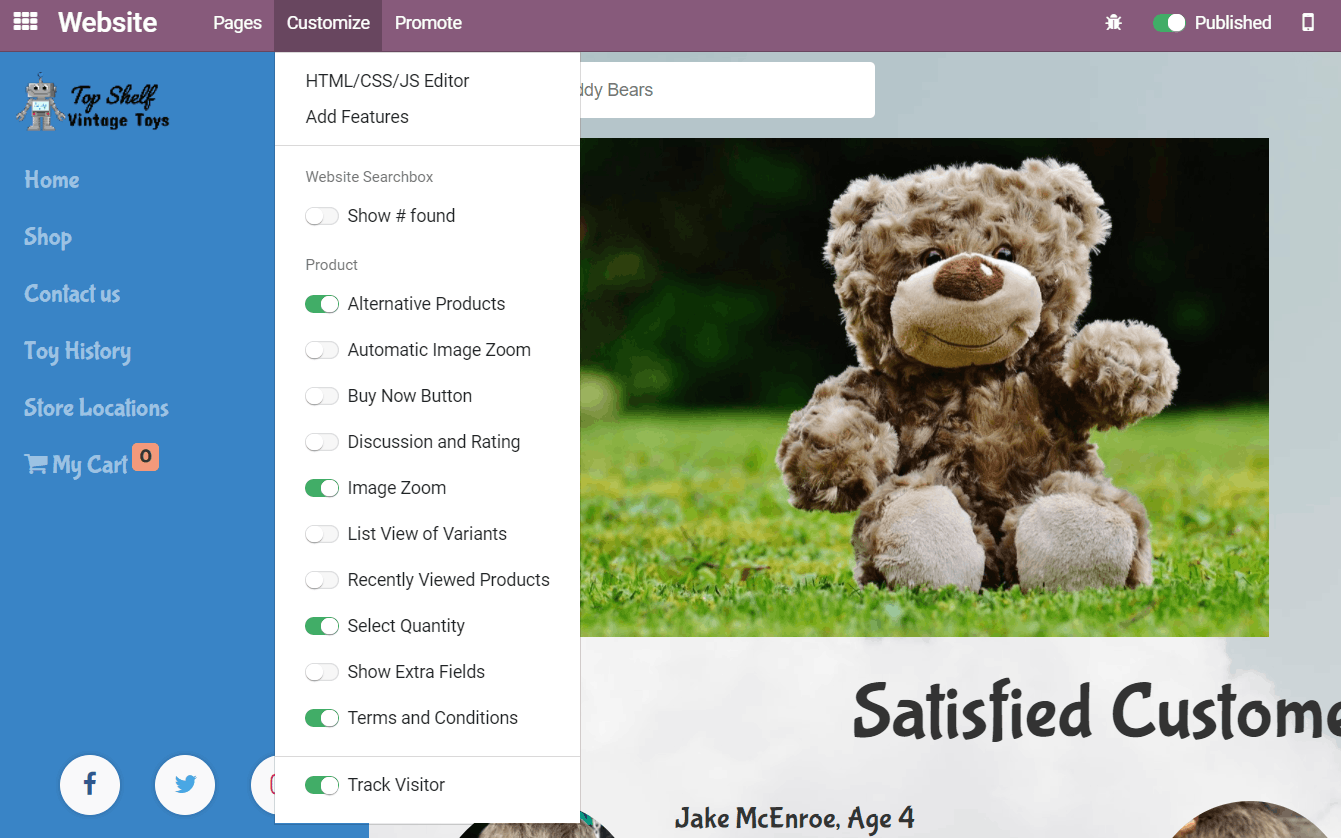 Website
Pages
Customize
Promote
Published
Top Shelf
Vintage Toys
Home
Shop
Contact us
Toy History
Store Locations
My Cart 0
HTML/CSS/JS Editor
Add Features
Website Searchbox
Show # found
Product
Alternative Products
Automatic Image Zoom
Buy Now Button
Discussion and Rating
Image Zoom
List View of Variants
Recently Viewed Products
Select Quantity
Show Extra Fields
Terms and Conditions
Track Visitor
ddy Bears
Satisfied Custome
Jake McEnroe, Age 4